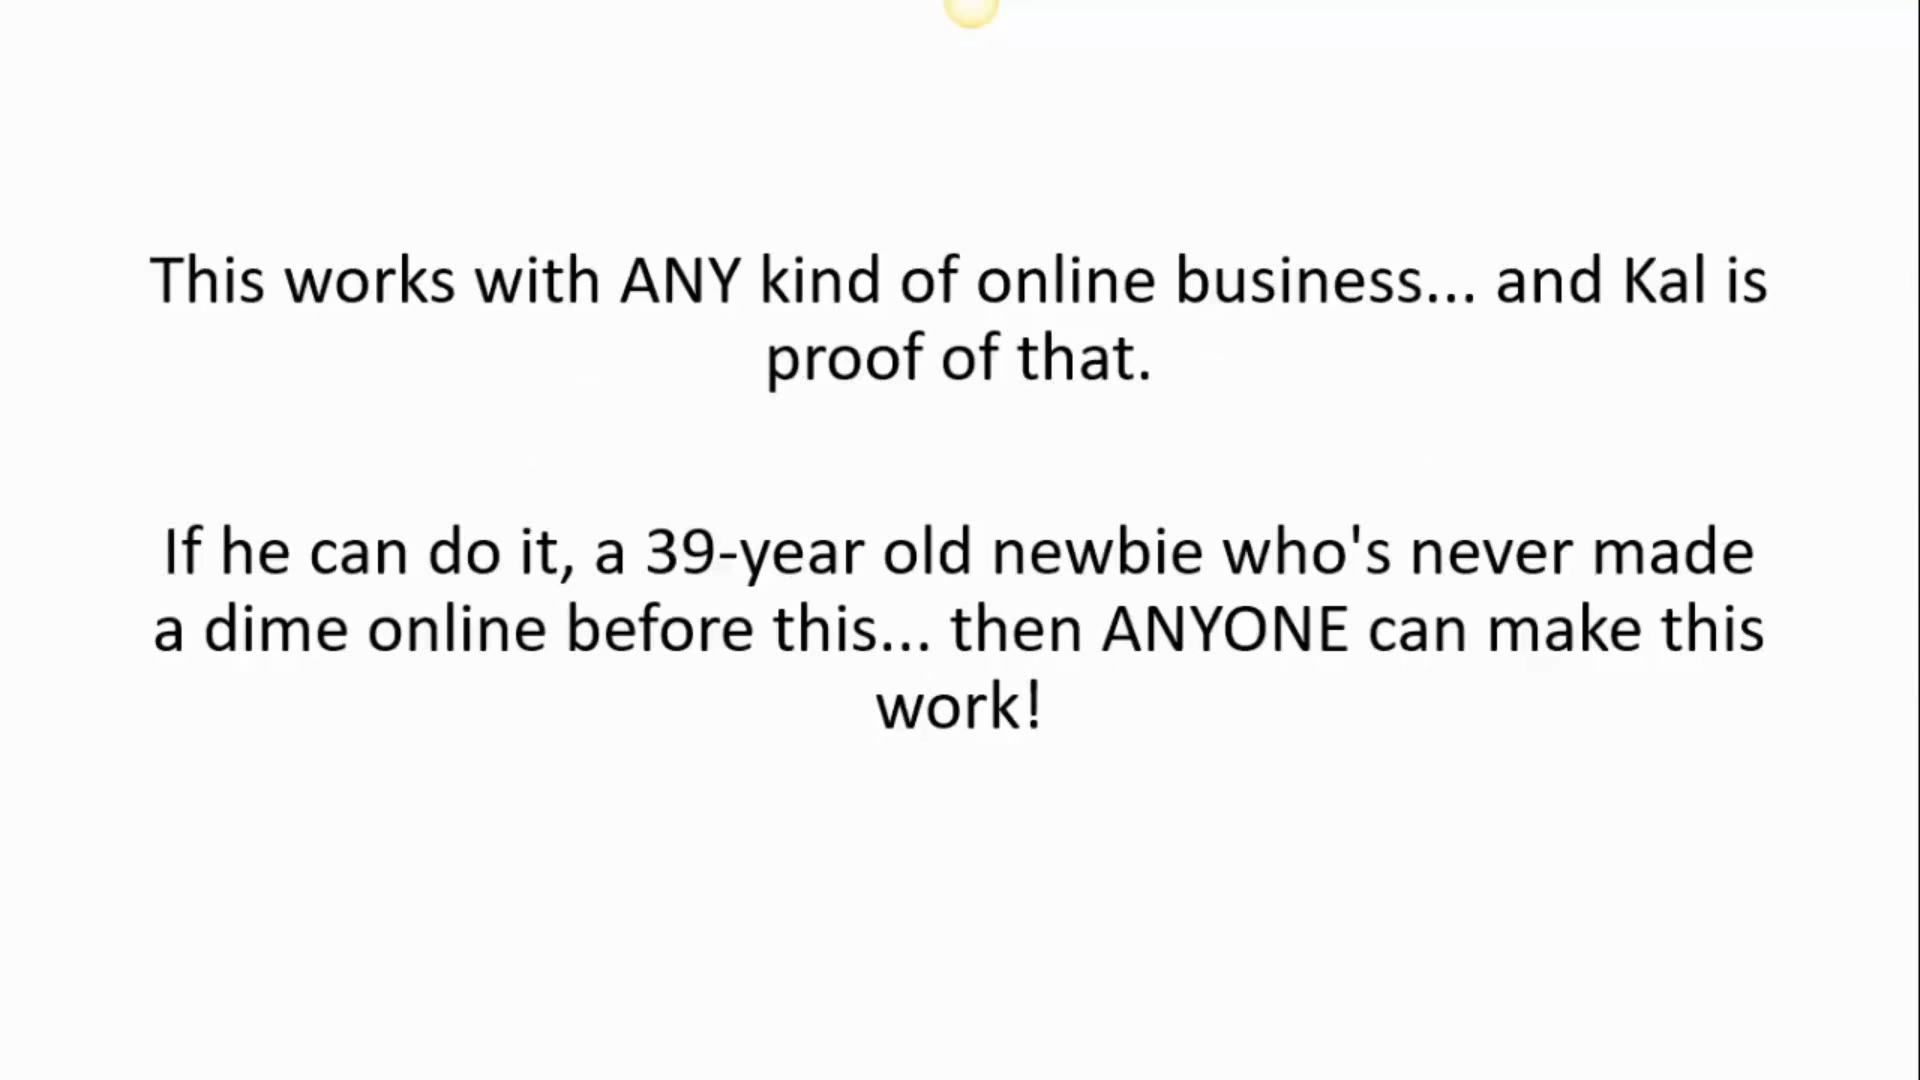 This works with ANY kind of online business... and Kal is
proof of that.
If he can do it, a 39-year old newbie who's never made
a dime online before this... then ANYONE can make this
work!